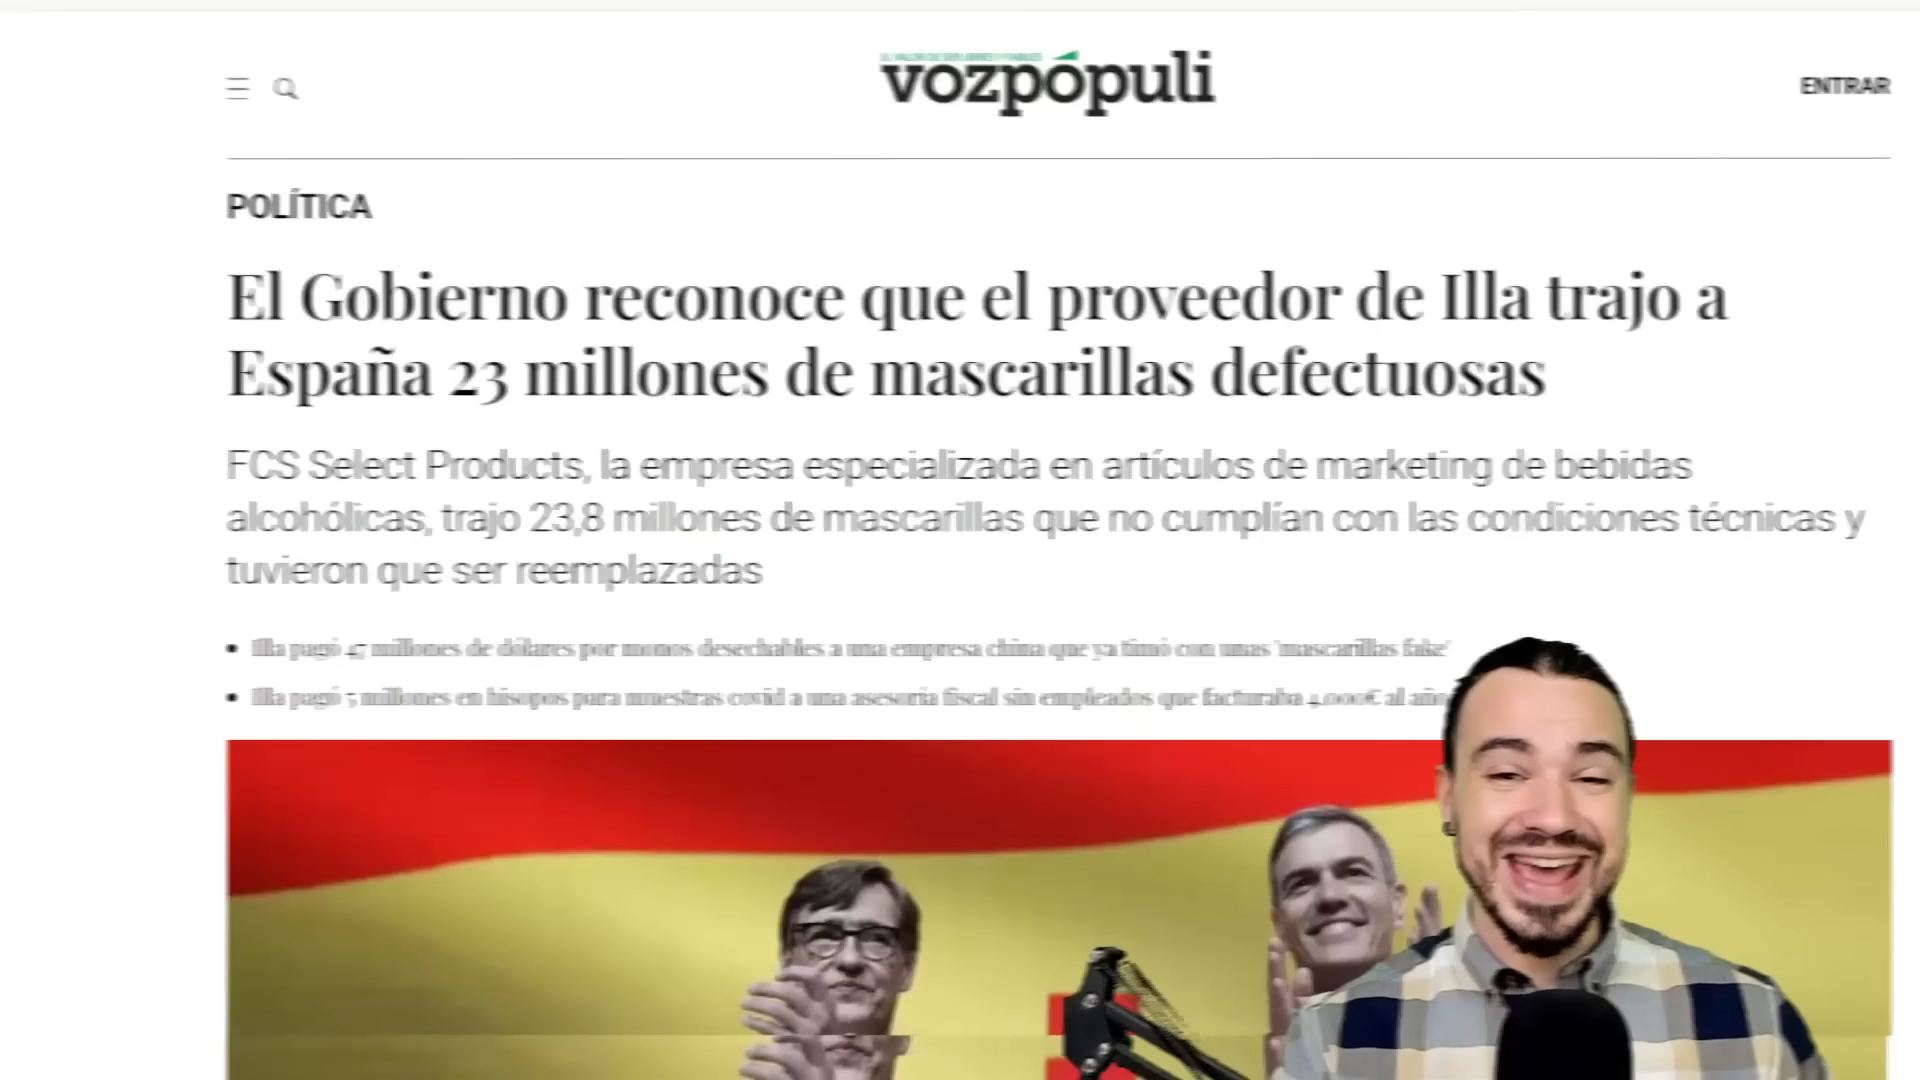 vozpópuli
ENTRAR
POLÍTICA
El Gobierno reconoce que el proveedor de Illa trajo a
España 23 millones de mascarillas defectuosas
FCS Select Products, la empresa especializada en artículos de marketing de bebidas
alcohólicas, trajo 23,8 millones de mascarillas que no cumplían con las condiciones técnicas y
tuvieron que ser reemplazadas
• Illa pagó 47 millones de dólares por monos desechables a una empresa china que ya timó con unas 'mascarillas fake'
• Illa pagó 5 millones en hisopos para muestras covid a una asesoría fiscal sin empleados que facturaba 4.000€ al año